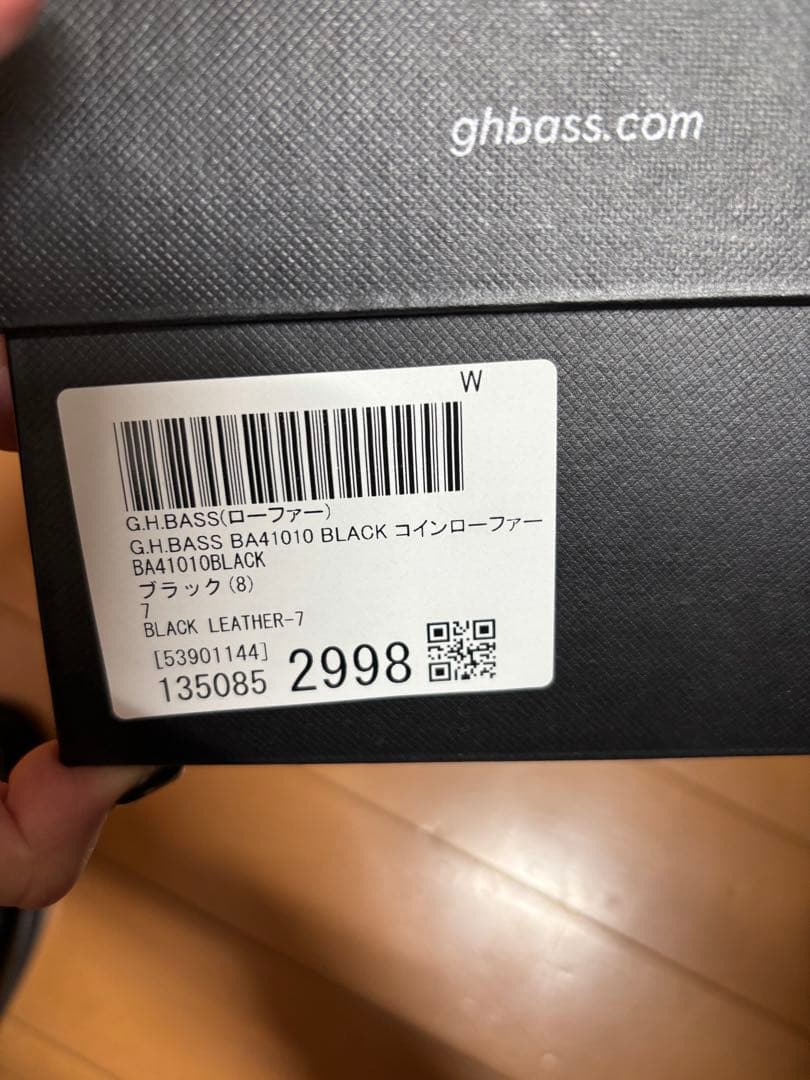 ghbass.com
W
G.H.BASS(ローファー)
G.H.BASS BA41010 BLACK コインローファー
BA41010BLACK
ブラック(8)
7
BLACK LEATHER-7
[53901144]
135085 2998